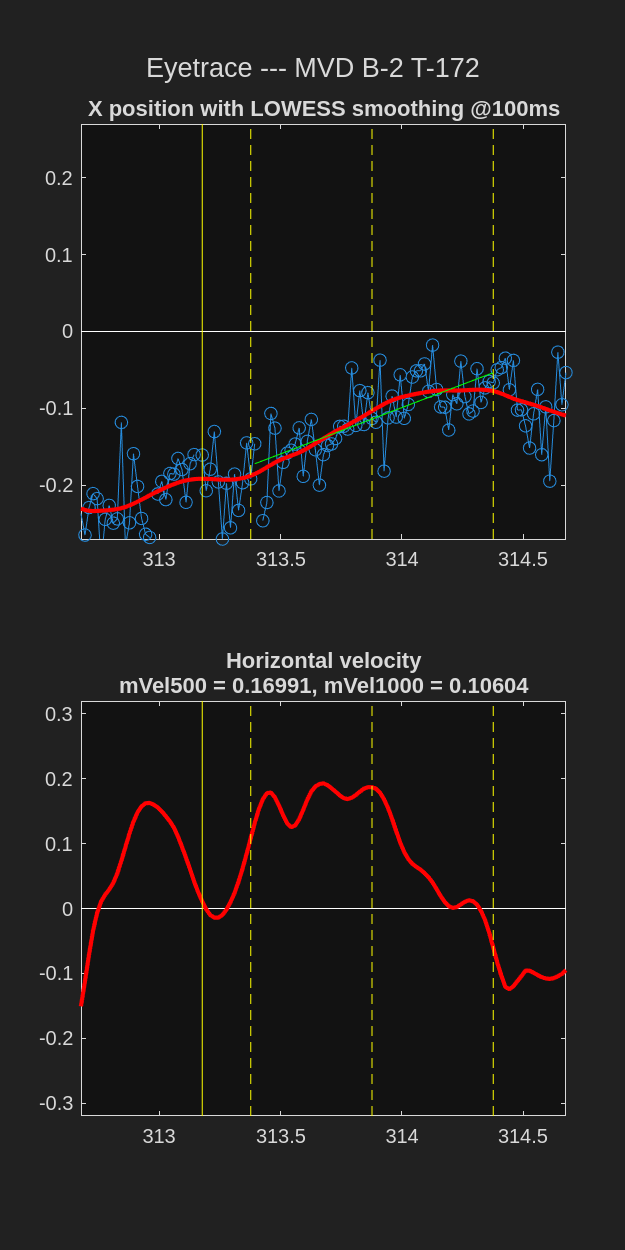 Eyetrace --- MVD B-2 T-172
X position with LOWESS smoothing @100ms
0.2
0.1
0
-0.1
-0.2
313 313.5 314 314.5
Horizontal velocity
mVel500 = 0.16991, mVel1000 = 0.10604
0.3
0.2
0.1
0
-0.1
-0.2
-0.3
313 313.5 314 314.5